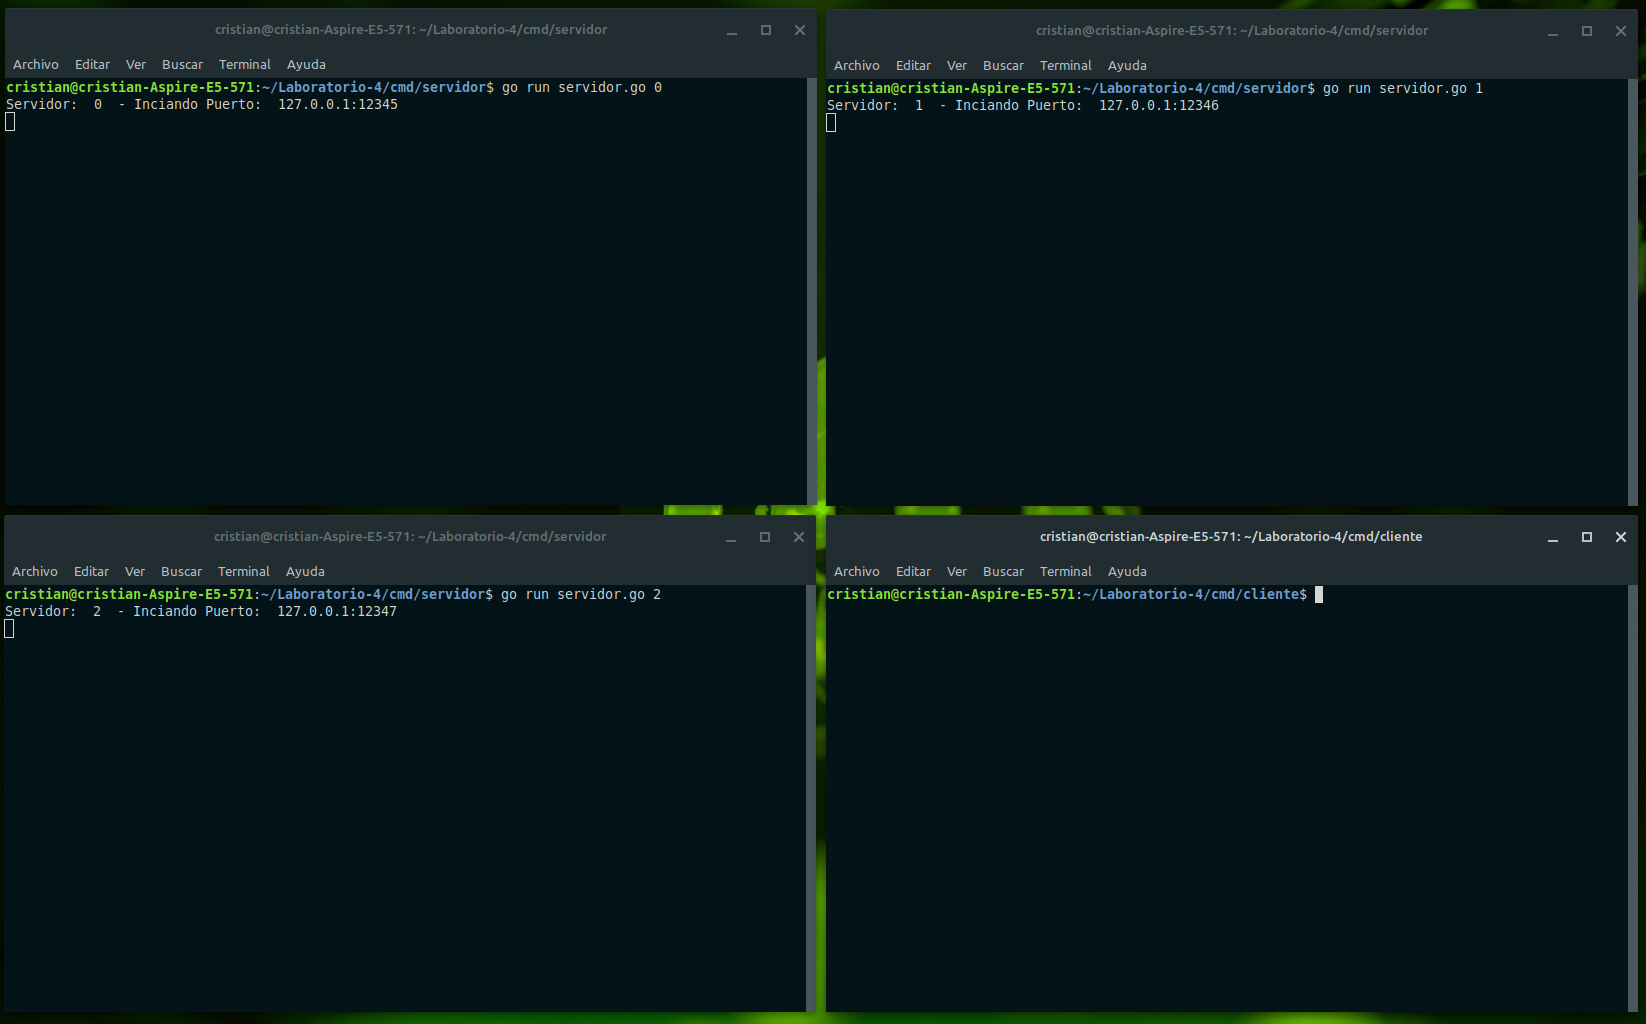 cristian@cristian-Aspire-E5-571: ~/Laboratorio-4/cmd/servidor
Archivo Editar Ver Buscar Terminal Ayuda
cristian@cristian-Aspire-E5-571:~/Laboratorio-4/cmd/servidor$ go run servidor.go 0
Servidor:  0  - Inciando Puerto:  127.0.0.1:12345
cristian@cristian-Aspire-E5-571: ~/Laboratorio-4/cmd/servidor
Archivo Editar Ver Buscar Terminal Ayuda
cristian@cristian-Aspire-E5-571:~/Laboratorio-4/cmd/servidor$ go run servidor.go 1
Servidor:  1  - Inciando Puerto:  127.0.0.1:12346
cristian@cristian-Aspire-E5-571: ~/Laboratorio-4/cmd/servidor
Archivo Editar Ver Buscar Terminal Ayuda
cristian@cristian-Aspire-E5-571:~/Laboratorio-4/cmd/servidor$ go run servidor.go 2
Servidor:  2  - Inciando Puerto:  127.0.0.1:12347
cristian@cristian-Aspire-E5-571: ~/Laboratorio-4/cmd/cliente
Archivo Editar Ver Buscar Terminal Ayuda
cristian@cristian-Aspire-E5-571:~/Laboratorio-4/cmd/cliente$